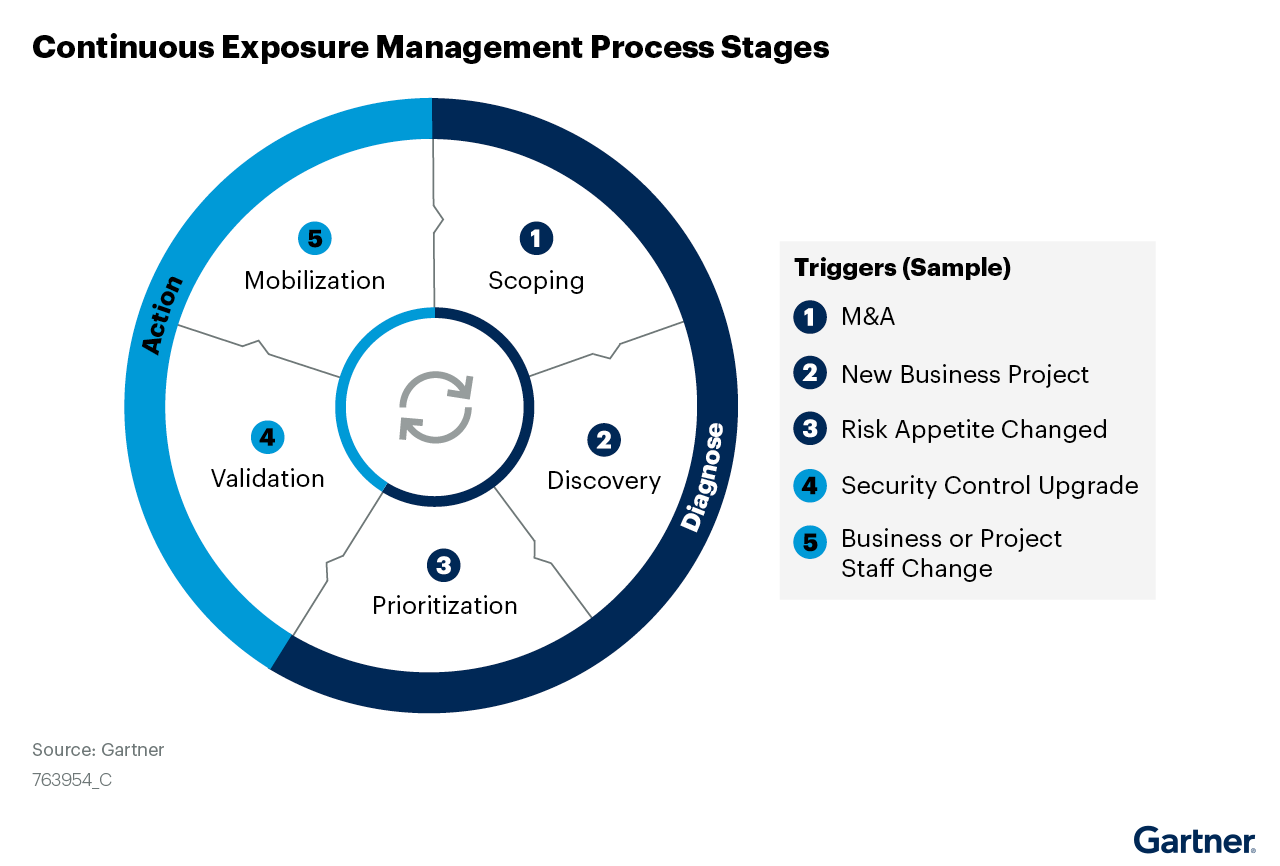 Continuous Exposure Management Process Stages
5
Mobilization
1
Scoping
Action
4
Validation
2
Discovery
Diagnose
3
Prioritization
Triggers (Sample)
1 M&A
2 New Business Project
3 Risk Appetite Changed
4 Security Control Upgrade
5 Business or Project
Staff Change
Source: Gartner
763954_C
Gartner®